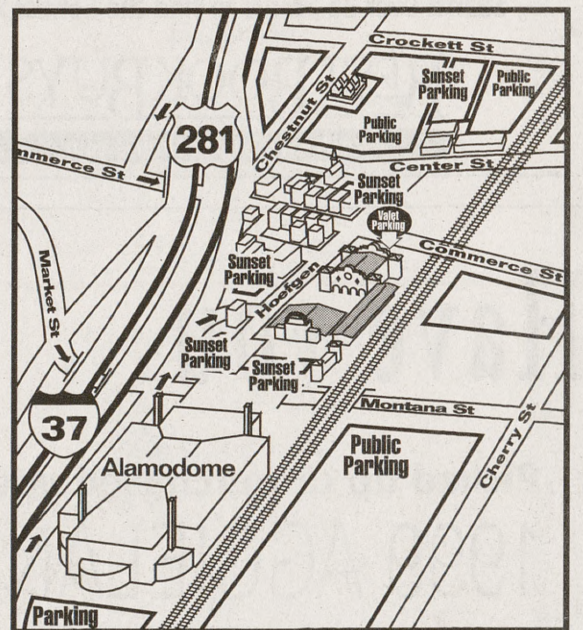 Crockett St
Chestnut St
Sunset
Parking
Public
Parking
Public
Parking
281
mmerce St
Center St
Sunset
Parking
Valet
Parking
Commerce St
Sunset
Parking
Hoefgen
Market St
Sunset
Parking
Sunset
Parking
Montana St
Cherry St
37
Public
Parking
Alamodome
Parking